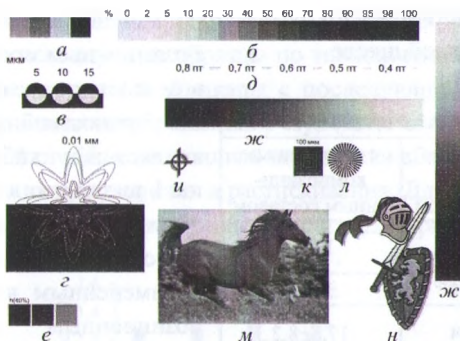 % 0 2 5 10 20 30 40 50 60 70 80 90 95 98 100
а
б
мкм
5 10 15
в
0,8 пт 0,7 пт 0,6 пт 0,5 пт 0,4 пт
д
ж
0,01 мм
г
и
100 мкм
к
л
ж
е
м
н